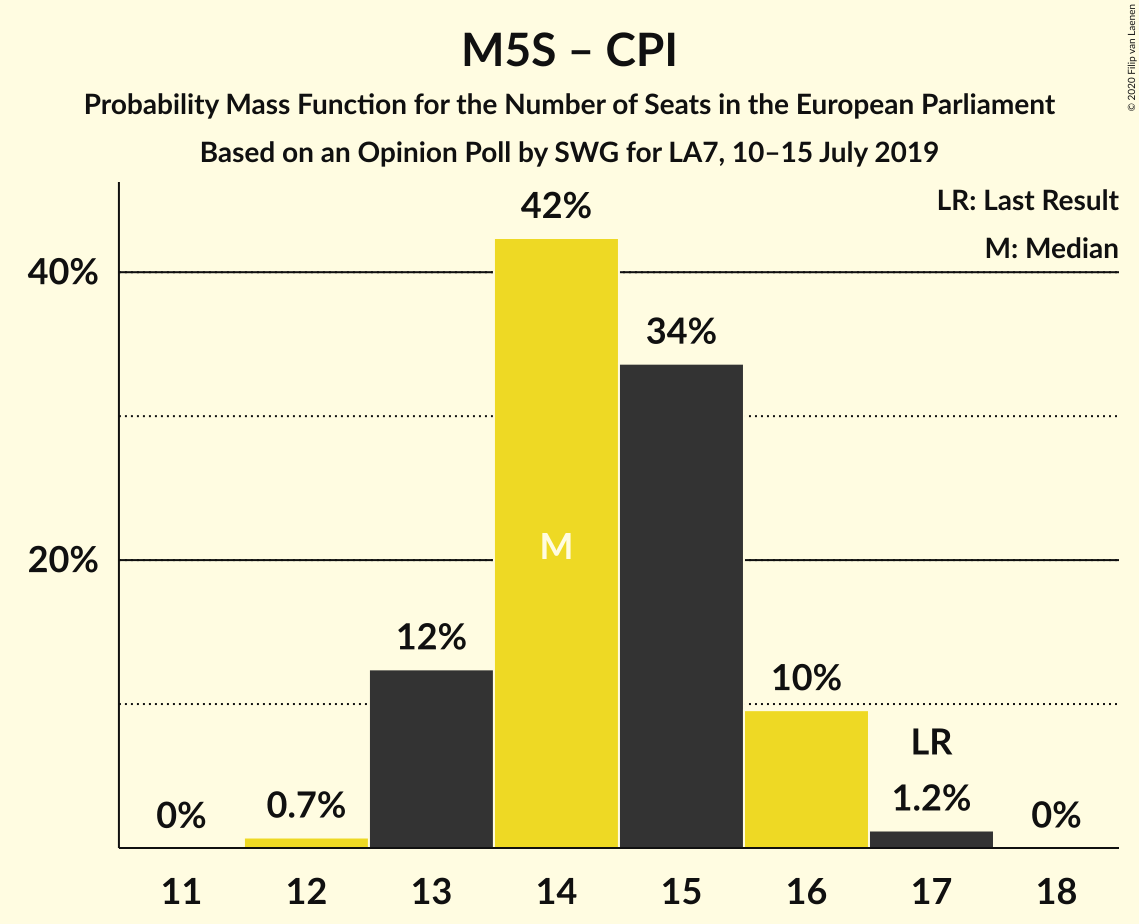 M5S – CPI
Probability Mass Function for the Number of Seats in the European Parliament
Based on an Opinion Poll by SWG for LA7, 10–15 July 2019
© 2020 Filip van Laenen
LR: Last Result
M: Median
40%
20%
0%
0.7%
12%
42%
M
34%
10%
LR
1.2%
0%
11 12 13 14 15 16 17 18